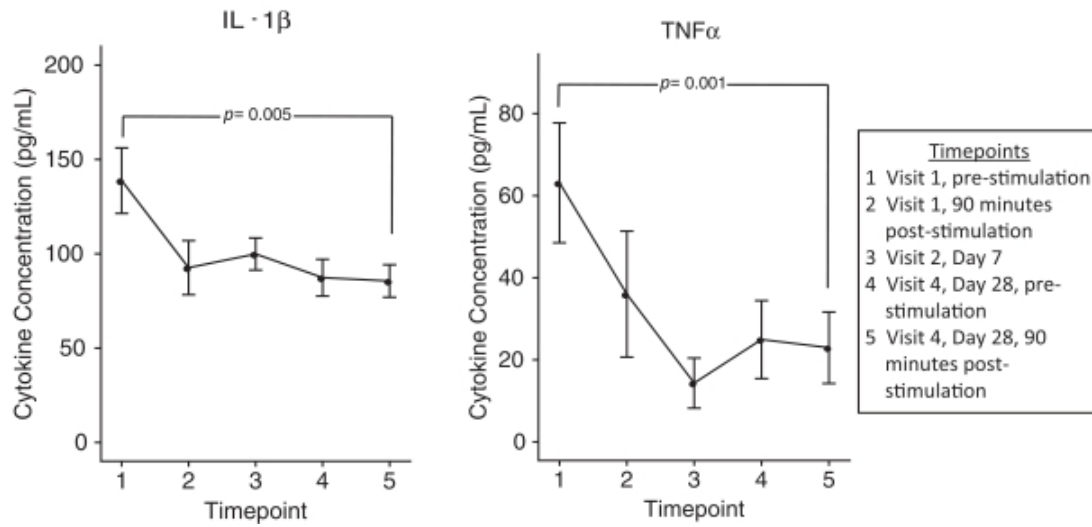 IL · 1β
200
150
100
50
0
Cytokine Concentration (pg/mL)
p= 0.005
1 2 3 4 5
Timepoint
TNFα
80
60
40
20
0
Cytokine Concentration (pg/mL)
p= 0.001
1 2 3 4 5
Timepoint
Timepoints
1 Visit 1, pre-stimulation
2 Visit 1, 90 minutes
post-stimulation
3 Visit 2, Day 7
4 Visit 4, Day 28, pre-
stimulation
5 Visit 4, Day 28, 90
minutes post-
stimulation